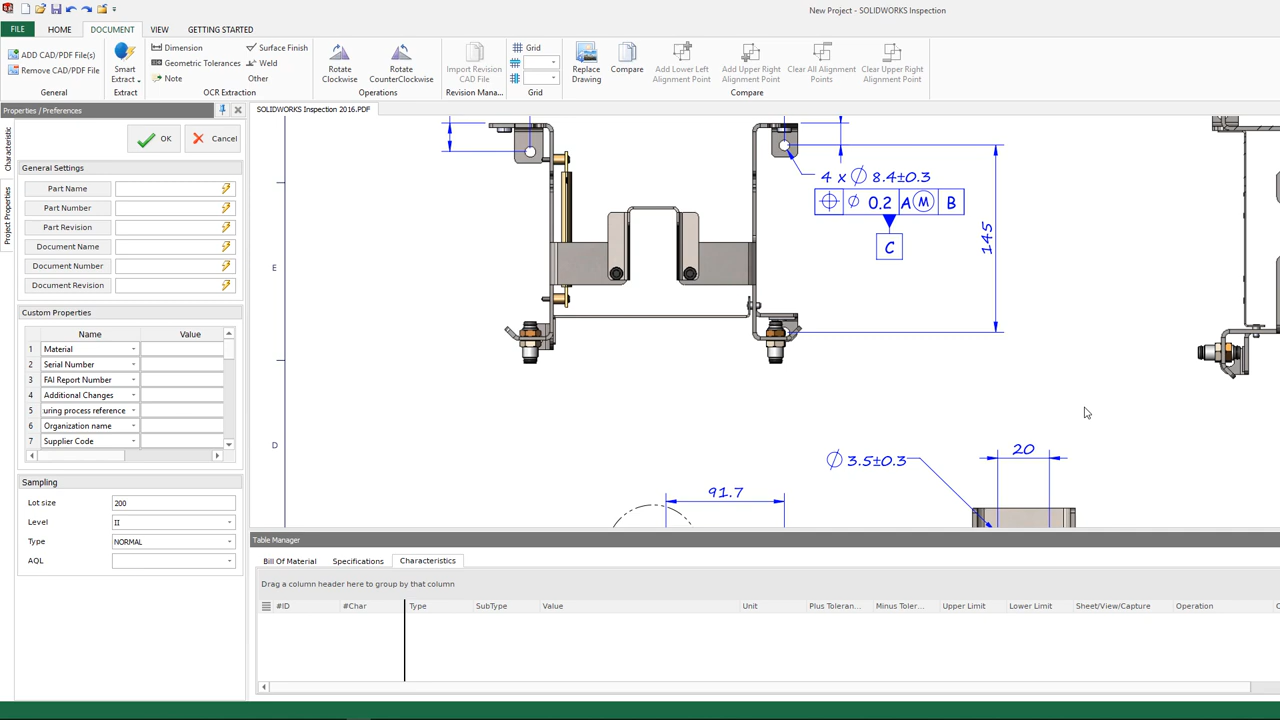 New Project - SOLIDWORKS Inspection
FILE HOME DOCUMENT VIEW GETTING STARTED
ADD CAD/PDF File(s)
Remove CAD/PDF File
General
Smart Extract
Extract
Dimension
Geometric Tolerances
Note
Surface Finish
Weld
Other
OCR Extraction
Rotate Clockwise
Rotate CounterClockwise
Operations
Import Revision CAD File
Revision Mana...
Grid
Grid
Replace Drawing
Compare
Add Lower Left Alignment Point
Add Upper Right Alignment Point
Clear All Alignment Points
Clear Upper Right Alignment Points
Compare
Properties / Preferences
SOLIDWORKS Inspection 2016.PDF
Characteristic
Project Properties
OK Cancel
General Settings
Part Name
Part Number
Part Revision
Document Name
Document Number
Document Revision
Custom Properties
Name Value
1 Material
2 Serial Number
3 FAI Report Number
4 Additional Changes
5 uring process reference
6 Organization name
7 Supplier Code
Sampling
Lot size 200
Level II
Type NORMAL
AQL
4 x ∅ 8.4±0.3
⌖ ∅ 0.2 A Ⓜ B
C
145
E
D
∅ 3.5±0.3
20
91.7
Table Manager
Bill Of Material Specifications Characteristics
Drag a column header here to group by that column
#ID #Char Type SubType Value Unit Plus Toleran... Minus Toler... Upper Limit Lower Limit Sheet/View/Capture Operation